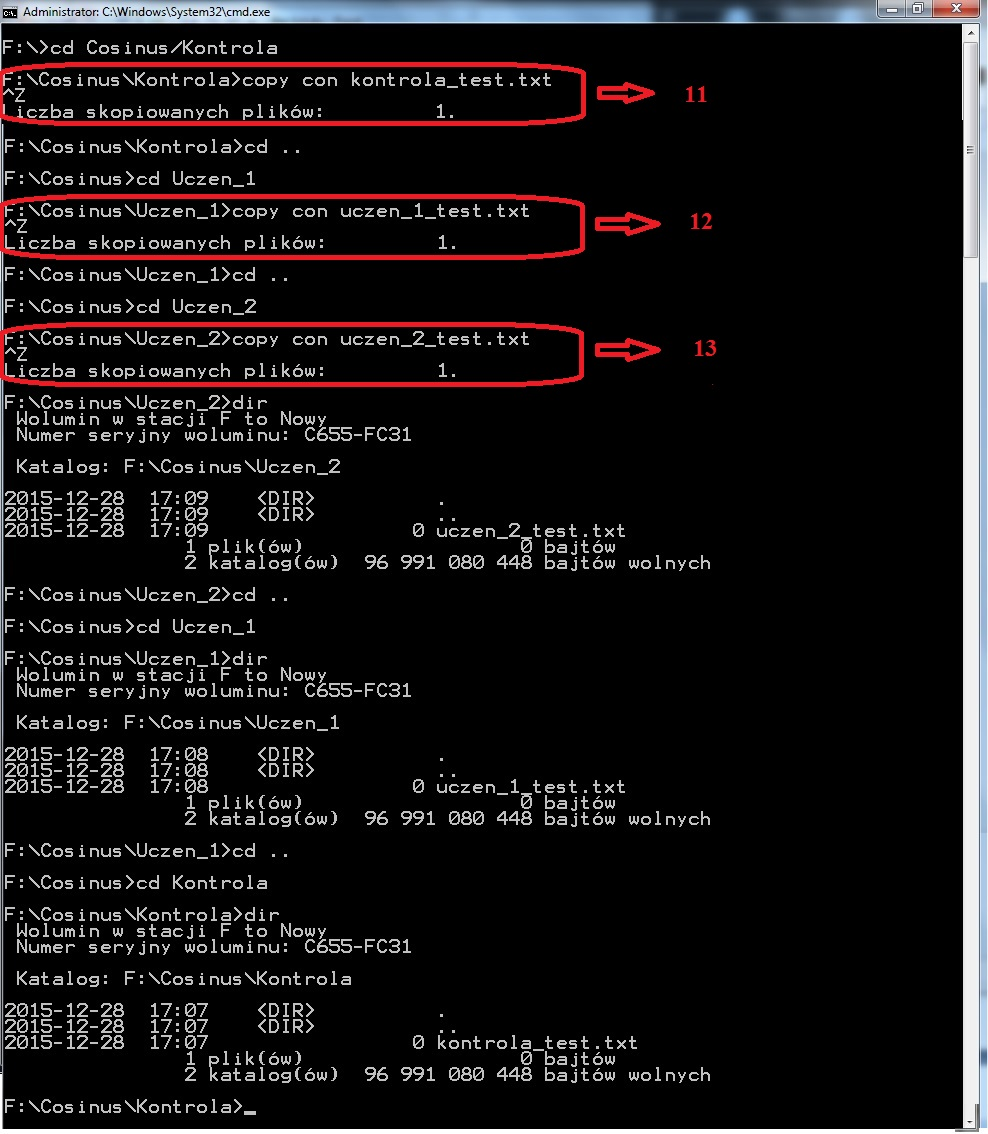 Administrator: C:\Windows\System32\cmd.exe
F:\>cd Cosinus/Kontrola
F:\Cosinus\Kontrola>copy con kontrola_test.txt
^Z
Liczba skopiowanych plików: 1.
11
F:\Cosinus\Kontrola>cd ..
F:\Cosinus>cd Uczen_1
F:\Cosinus\Uczen_1>copy con uczen_1_test.txt
^Z
Liczba skopiowanych plików: 1.
12
F:\Cosinus\Uczen_1>cd ..
F:\Cosinus>cd Uczen_2
F:\Cosinus\Uczen_2>copy con uczen_2_test.txt
^Z
Liczba skopiowanych plików: 1.
13
F:\Cosinus\Uczen_2>dir
Wolumin w stacji F to Nowy
Numer seryjny woluminu: C655-FC31
Katalog: F:\Cosinus\Uczen_2
2015-12-28 17:09 <DIR> .
2015-12-28 17:09 <DIR> ..
2015-12-28 17:09 0 uczen_2_test.txt
1 plik(ów) 0 bajtów
2 katalog(ów) 96 991 080 448 bajtów wolnych
F:\Cosinus\Uczen_2>cd ..
F:\Cosinus>cd Uczen_1
F:\Cosinus\Uczen_1>dir
Wolumin w stacji F to Nowy
Numer seryjny woluminu: C655-FC31
Katalog: F:\Cosinus\Uczen_1
2015-12-28 17:08 <DIR> .
2015-12-28 17:08 <DIR> ..
2015-12-28 17:08 0 uczen_1_test.txt
1 plik(ów) 0 bajtów
2 katalog(ów) 96 991 080 448 bajtów wolnych
F:\Cosinus\Uczen_1>cd ..
F:\Cosinus>cd Kontrola
F:\Cosinus\Kontrola>dir
Wolumin w stacji F to Nowy
Numer seryjny woluminu: C655-FC31
Katalog: F:\Cosinus\Kontrola
2015-12-28 17:07 <DIR> .
2015-12-28 17:07 <DIR> ..
2015-12-28 17:07 0 kontrola_test.txt
1 plik(ów) 0 bajtów
2 katalog(ów) 96 991 080 448 bajtów wolnych
F:\Cosinus\Kontrola>_